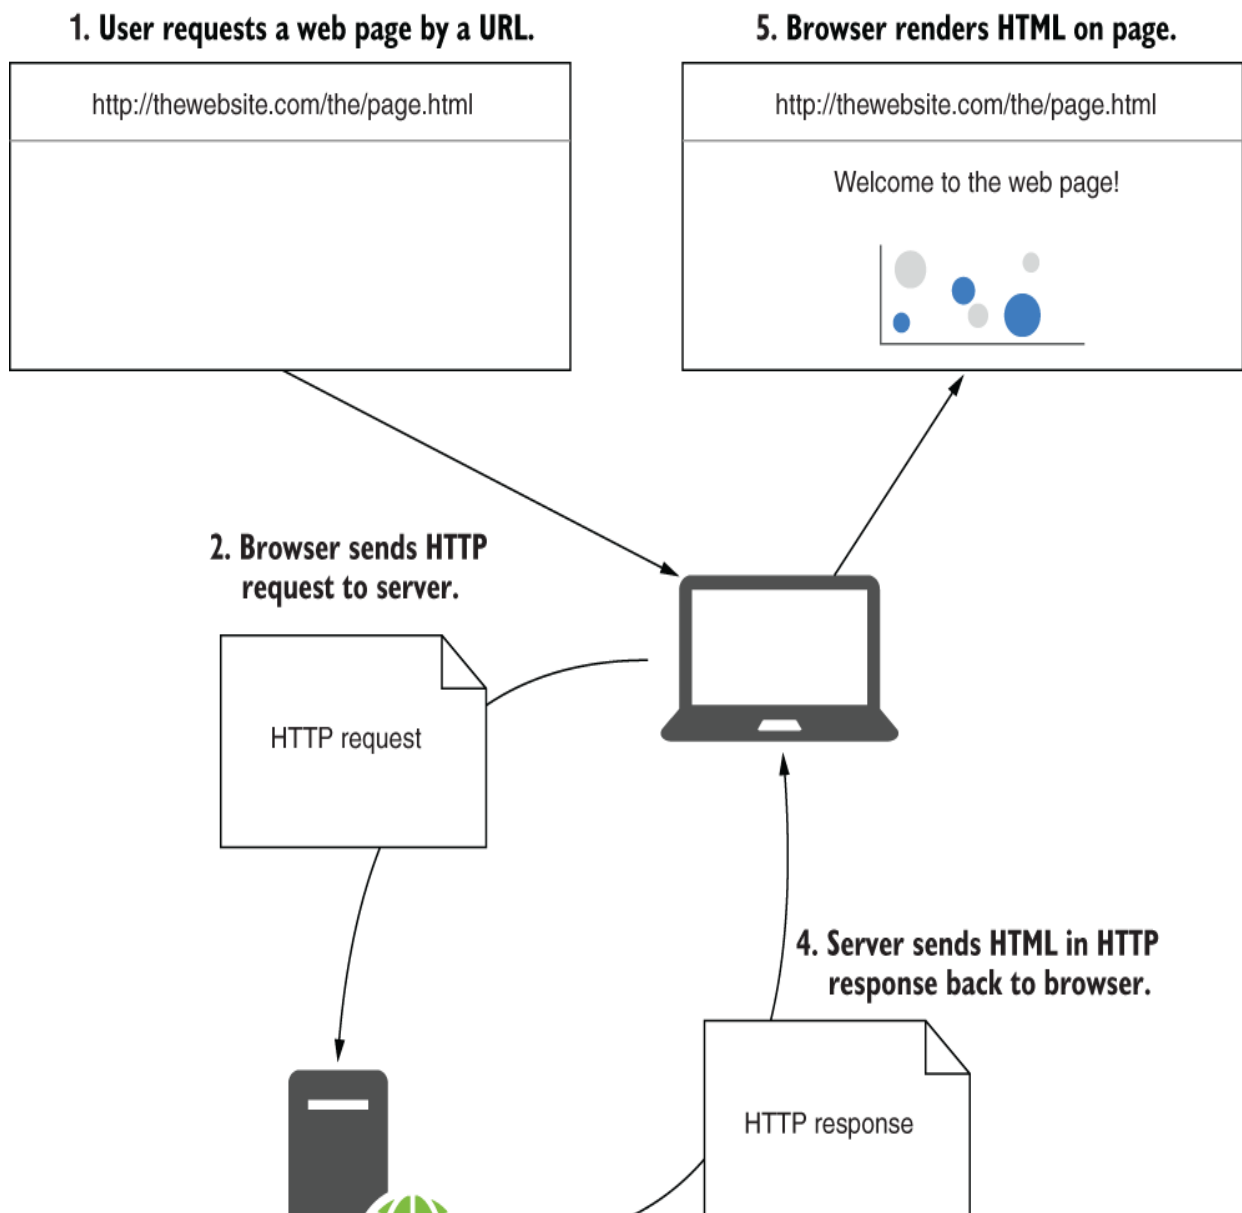 1. User requests a web page by a URL.
http://thewebsite.com/the/page.html
5. Browser renders HTML on page.
http://thewebsite.com/the/page.html
Welcome to the web page!
2. Browser sends HTTP
request to server.
HTTP request
4. Server sends HTML in HTTP
response back to browser.
HTTP response